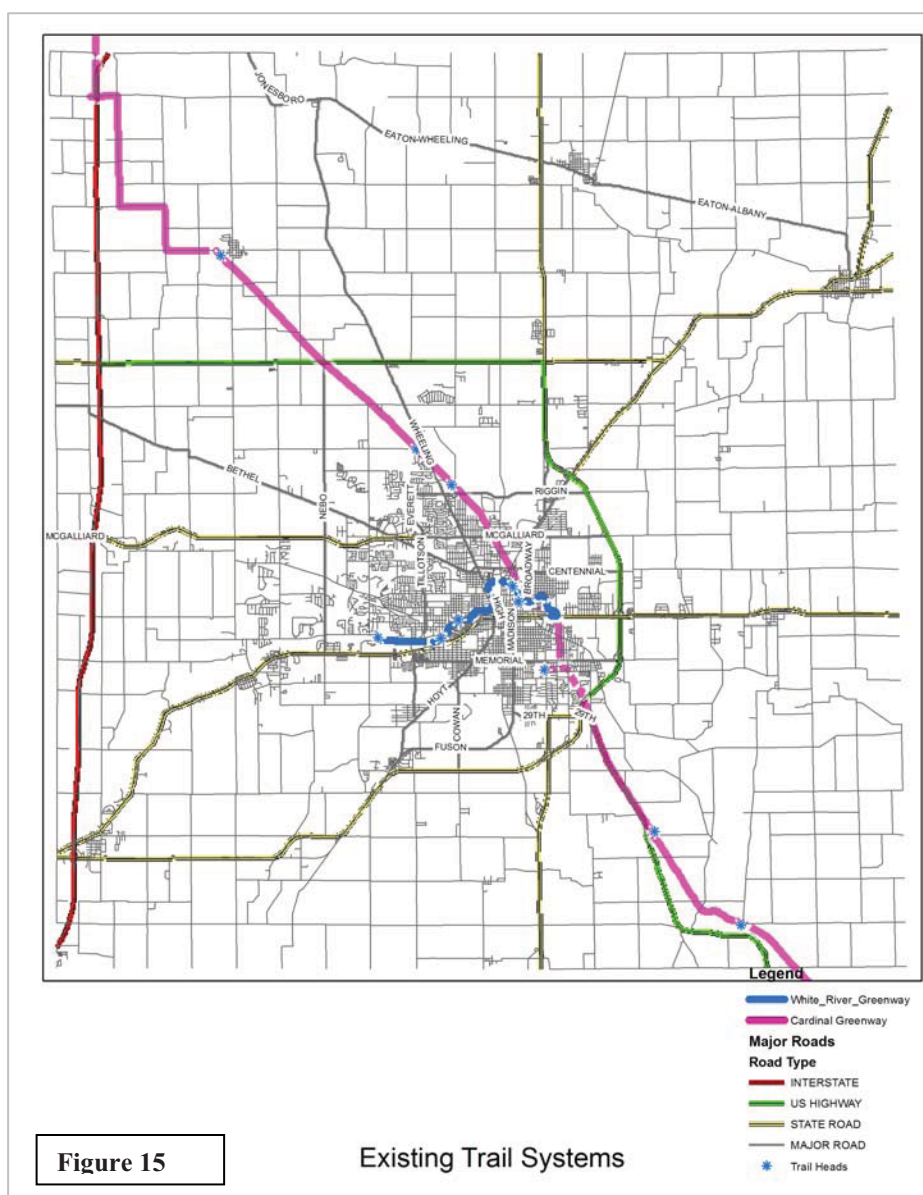 JONESBORO
EATON-WHEELING
EATON-ALBANY
WHEELING
BETHEL
NEBO
EVERETT
RIGGIN
MCGALLIARD
MCGALLIARD
TILLOTSON
BROADWAY
CENTENNIAL
HIGH
MADISON
MEMORIAL
HOYT
COWAN
29TH
29TH
FUSON
Legend
White_River_Greenway
Cardinal Greenway
Major Roads
Road Type
INTERSTATE
US HIGHWAY
STATE ROAD
MAJOR ROAD
Trail Heads
Figure 15
Existing Trail Systems